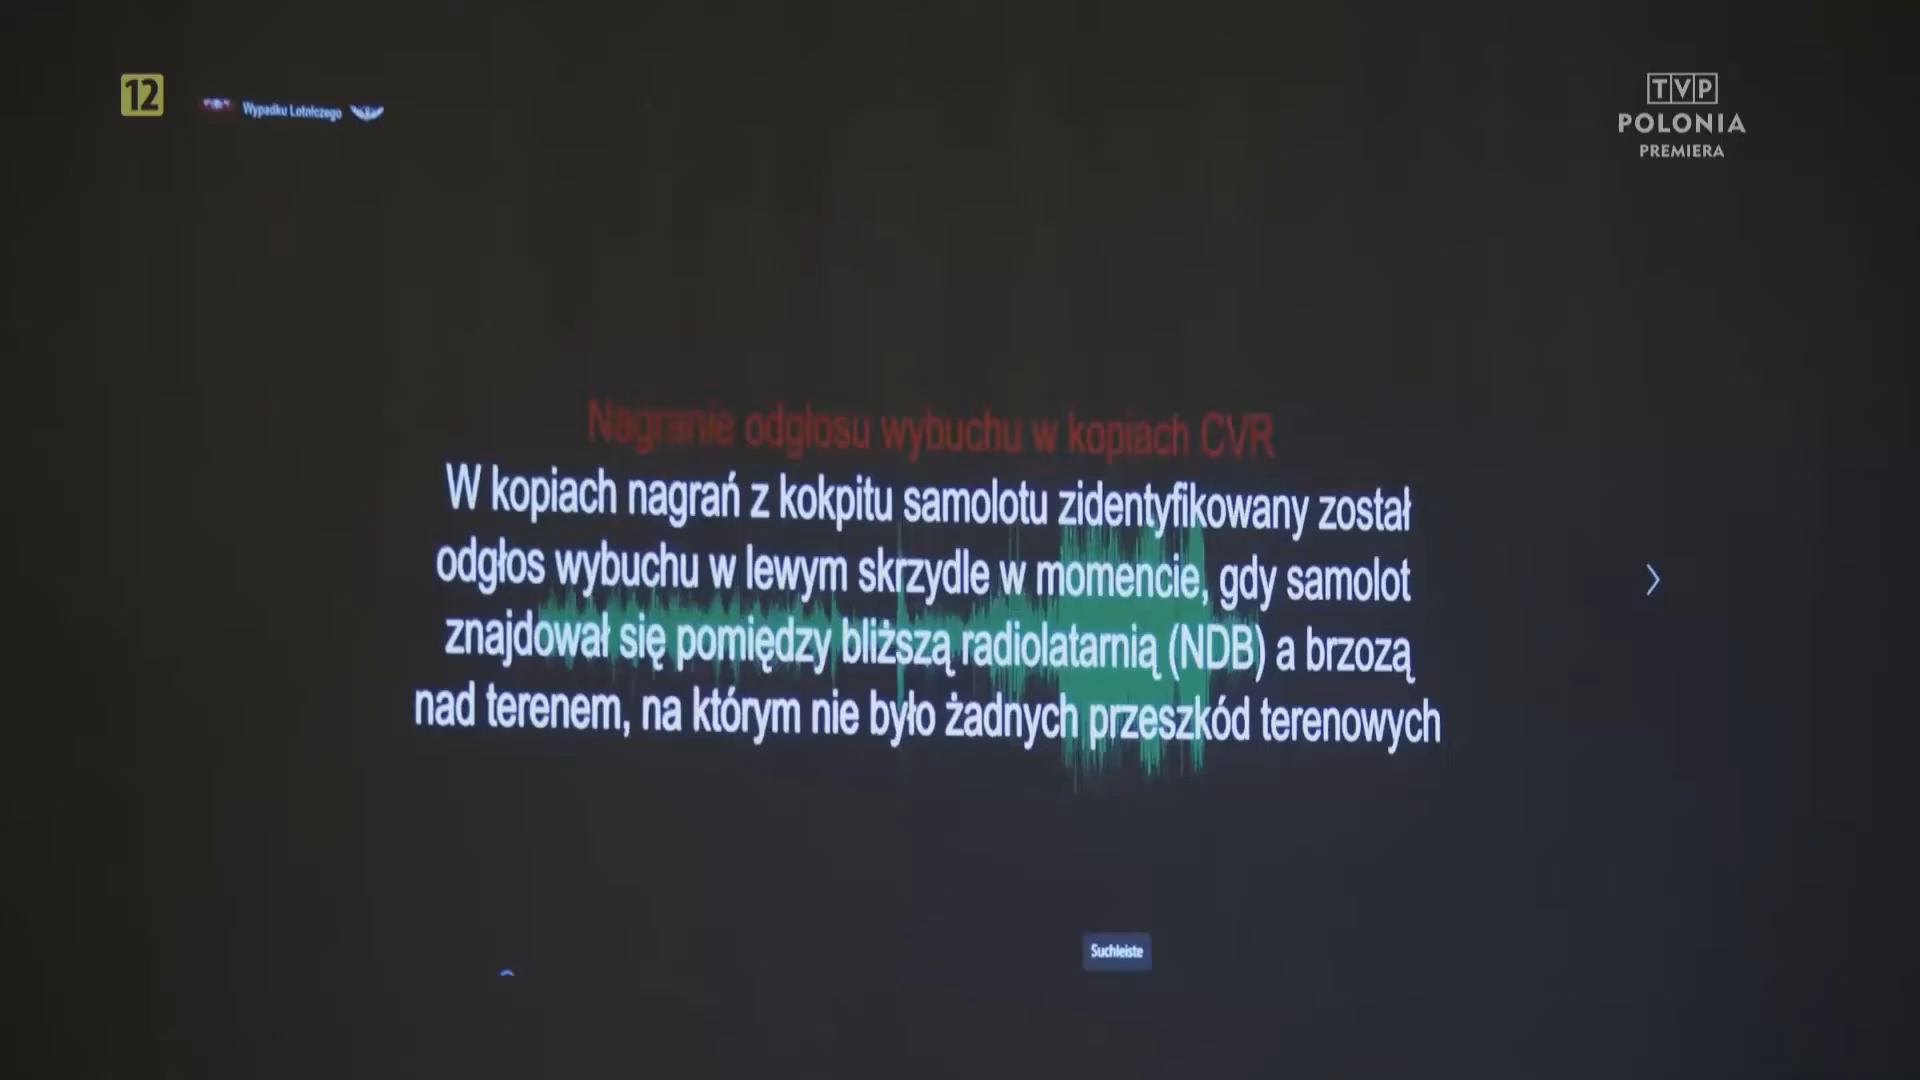 12
Wypadku Lotniczego
TVP
POLONIA
PREMIERA
Nagranie odgłosu wybuchu w kopiach CVR
W kopiach nagrań z kokpitu samolotu zidentyfikowany został
odgłos wybuchu w lewym skrzydle w momencie, gdy samolot
znajdował się pomiędzy bliższą radiolatarnią (NDB) a brzozą
nad terenem, na którym nie było żadnych przeszkód terenowych
Suchleiste